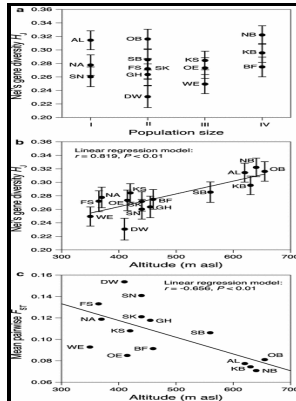 a
Nei's gene diversity HJ
0.36
0.34
0.32
0.30
0.28
0.26
0.24
0.22
0.20
AL
NA
SN
OB
SB
FS
SK
GH
DW
KS
OE
WE
NB
KB
BF
I II III IV
Population size
b
Nei's gene diversity HJ
0.36
0.34
0.32
0.30
0.28
0.26
0.24
0.22
0.20
Linear regression model:
r = 0.819, P < 0.01
FS
NA
KS
WE
OE
SK
SN
BF
GH
DW
SB
AL
NB
OB
KB
300 400 500 600 700
Altitude (m asl)
c
Mean pairwise FST
0.16
0.14
0.12
0.10
0.08
0.06
Linear regression model:
r = -0.656, P < 0.01
DW
SN
FS
NA
SK
GH
KS
WE
OE
BF
SB
AL
KB
NB
OB
300 400 500 600 700
Altitude (m asl)